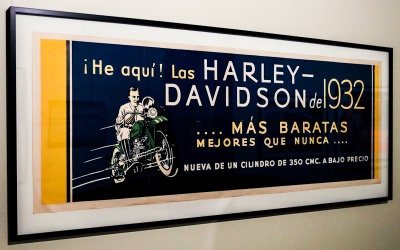 ¡He aquí! Las HARLEY-
DAVIDSON del 1932
.... MÁS BARATAS
MEJORES QUE NUNCA ....
NUEVA DE UN CILINDRO DE 350 CMC. A BAJO PRECIO